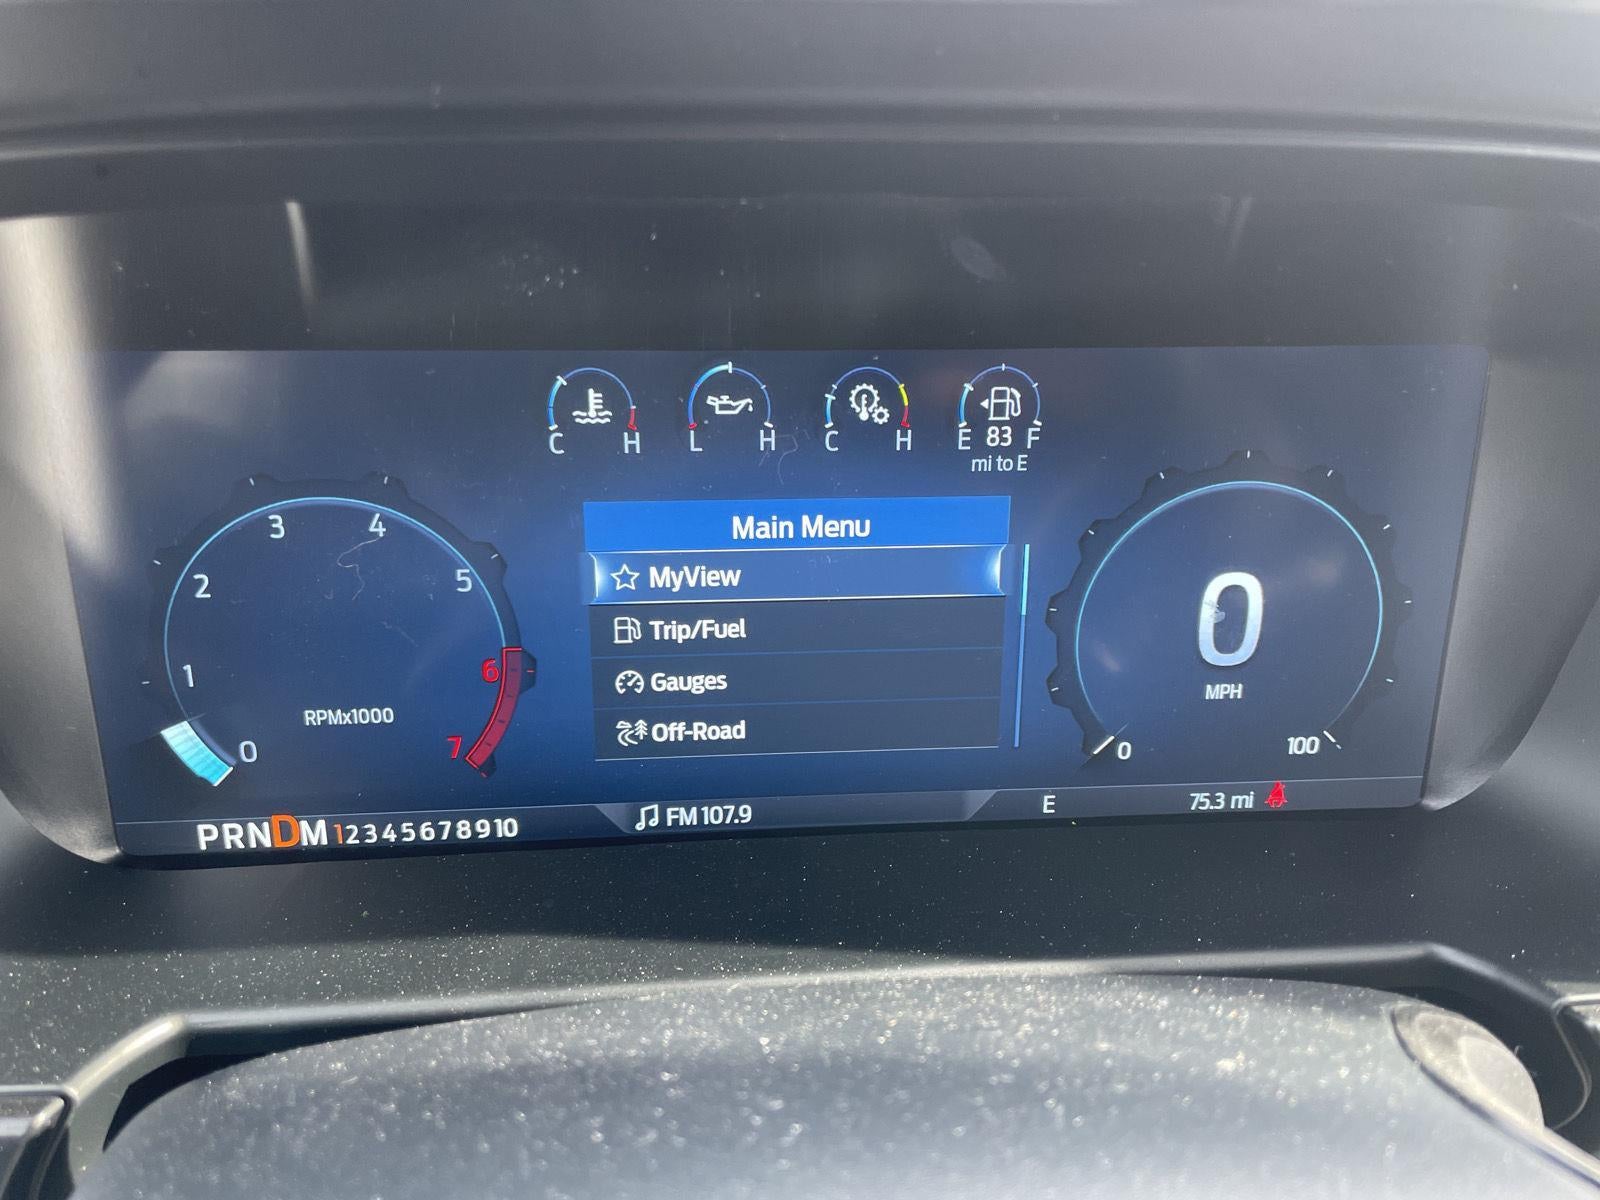 C H L H C H E 83 F
mi to E
Main Menu
MyView
Trip/Fuel
Gauges
Off-Road
0 1 2 3 4 5 6 7
RPMx1000
0
MPH
0 100
PRNDM 12345678910
FM 107.9
E
75.3 mi